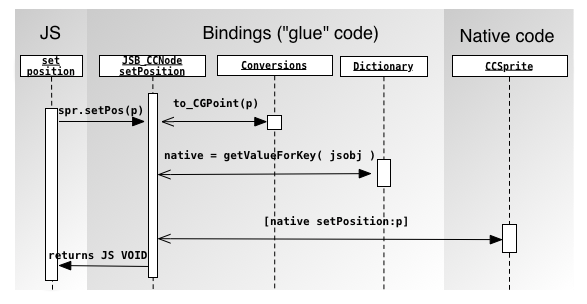 JS
Bindings ("glue" code)
Native code
set
position
JSB_CCNode
setPosition
Conversions
Dictionary
CCSprite
spr.setPos(p)
to_CGPoint(p)
native = getValueForKey( jsobj )
[native setPosition:p]
returns JS VOID